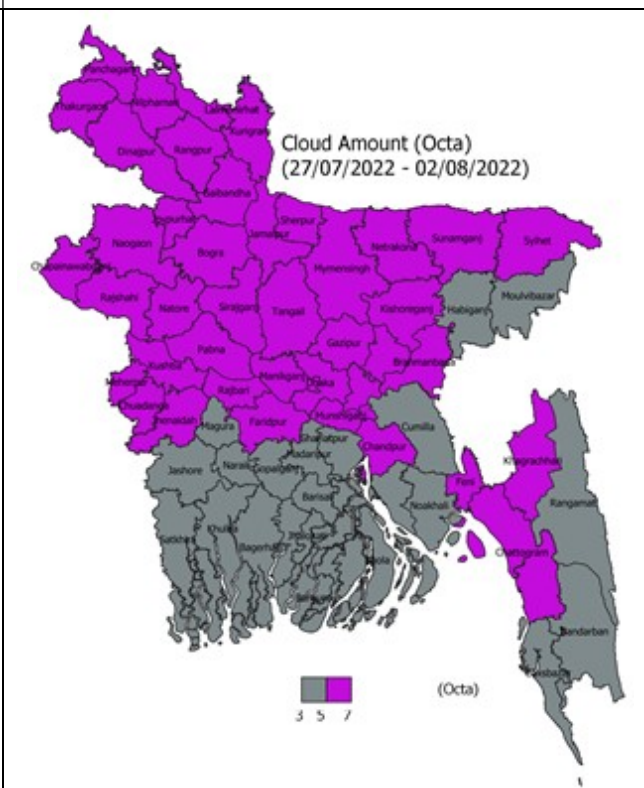 Panchagarh
Thakurgaon
Nilphamari
Lalmonirhat
Kurigram
Dinajpur
Rangpur
Cloud Amount (Octa)
(27/07/2022 - 02/08/2022)
Gaibandha
Joypurhat
Sherpur
Jamalpur
Naogaon
Bogra
Mymensingh
Netrakona
Sunamganj
Sylhet
Rajshahi
Natore
Sirajganj
Tangail
Kishoreganj
Habiganj
Moulvibazar
Gazipur
Pabna
Kushtia
Meherpur
Manikganj
Dhaka
Chuadanga
Rajbari
Jhenaidah
Faridpur
Munshiganj
Magura
Chandpur
Cumilla
Khagrachhari
Jashore
Narail
Gopalganj
Madaripur
Feni
Rangamati
Barisal
Noakhali
Khulna
Satkhira
Bagerhat
Bhola
Chattogram
Bandarban
3 5 7
(Octa)